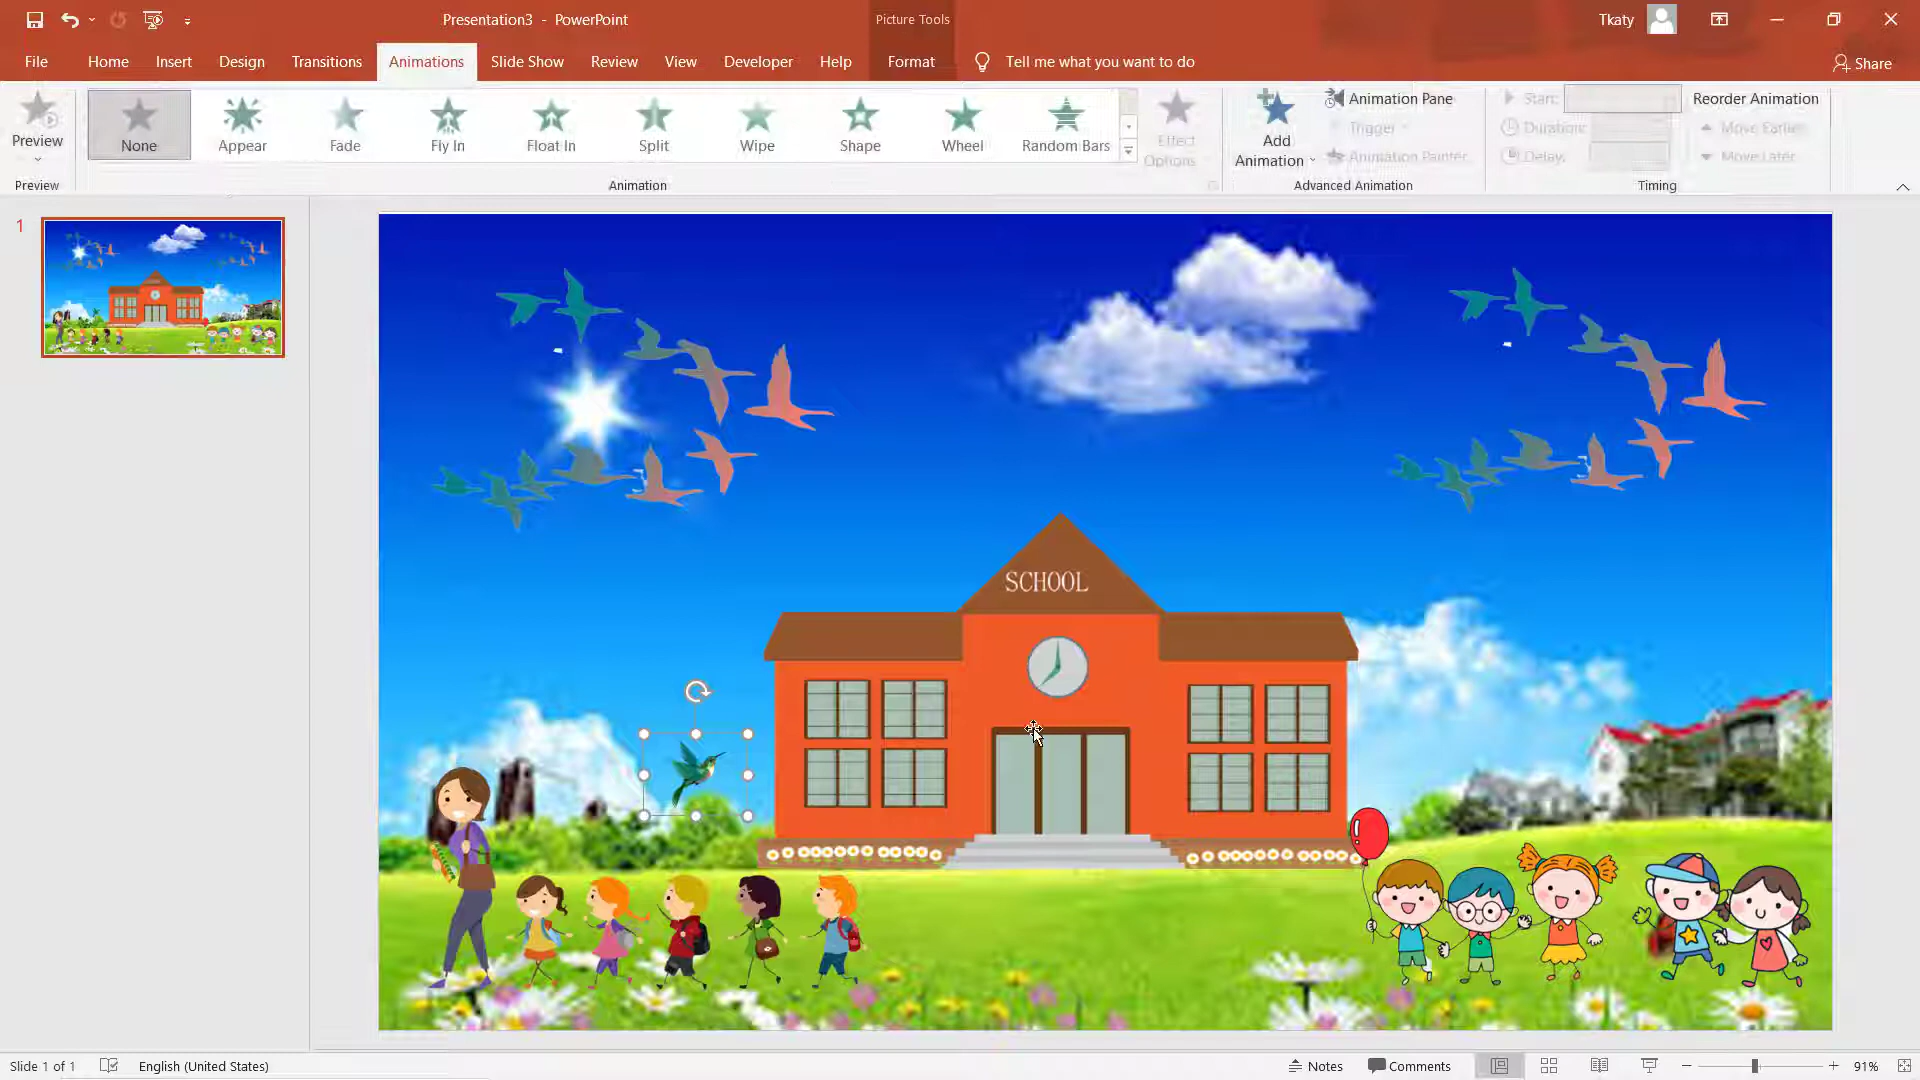 Presentation3 - PowerPoint
Picture Tools
Tkaty
File
Home
Insert
Design
Transitions
Animations
Slide Show
Review
View
Developer
Help
Format
Tell me what you want to do
Share
Preview
None
Appear
Fade
Fly In
Float In
Split
Wipe
Shape
Wheel
Random Bars
Effect
Options
Add
Animation
Animation Pane
Trigger
Animation Painter
Start:
Duration:
Delay:
Reorder Animation
Move Earlier
Move Later
Preview
Animation
Advanced Animation
Timing
1
SCHOOL
Slide 1 of 1
English (United States)
Notes
Comments
91%